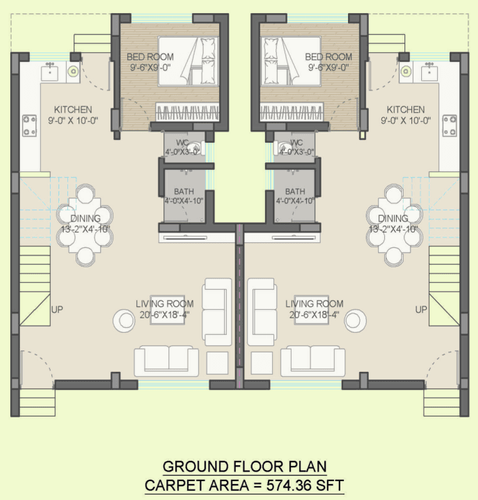 BED ROOM
9'-6"X9'-0"
BED ROOM
9'-6"X9'-0"
KITCHEN
9'-0" X 10'-0"
KITCHEN
9'-0" X 10'-0"
WC
4'-0"X3'-0"
WC
4'-0"X3'-0"
BATH
4'-0"X4'-10"
BATH
4'-0"X4'-10"
DINING
13'-2"X4'-10"
DINING
13'-2"X4'-10"
UP
LIVING ROOM
20'-6"X18'-4"
LIVING ROOM
20'-6"X18'-4"
UP
GROUND FLOOR PLAN
CARPET AREA = 574.36 SFT